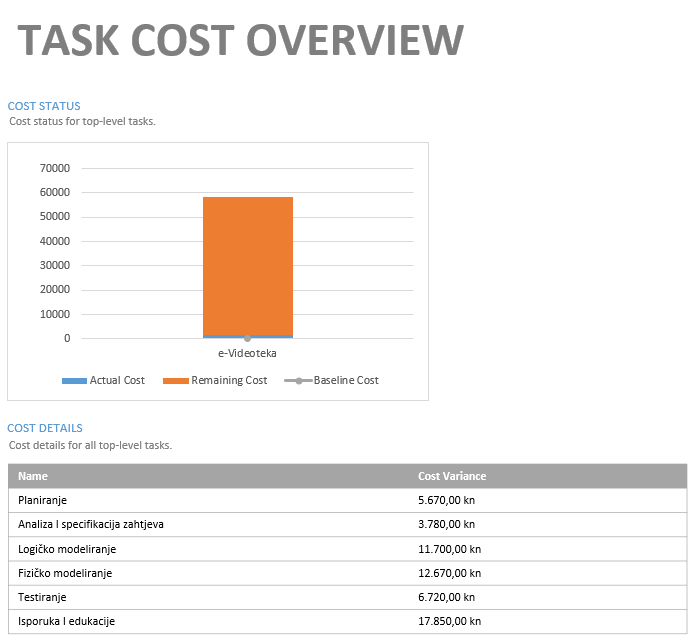 TASK COST OVERVIEW
COST STATUS
Cost status for top-level tasks.
70000
60000
50000
40000
30000
20000
10000
0
e-Videoteka
Actual Cost Remaining Cost Baseline Cost
COST DETAILS
Cost details for all top-level tasks.
Name Cost Variance
Planiranje 5.670,00 kn
Analiza I specifikacija zahtjeva 3.780,00 kn
Logičko modeliranje 11.700,00 kn
Fizičko modeliranje 12.670,00 kn
Testiranje 6.720,00 kn
Isporuka I edukacije 17.850,00 kn